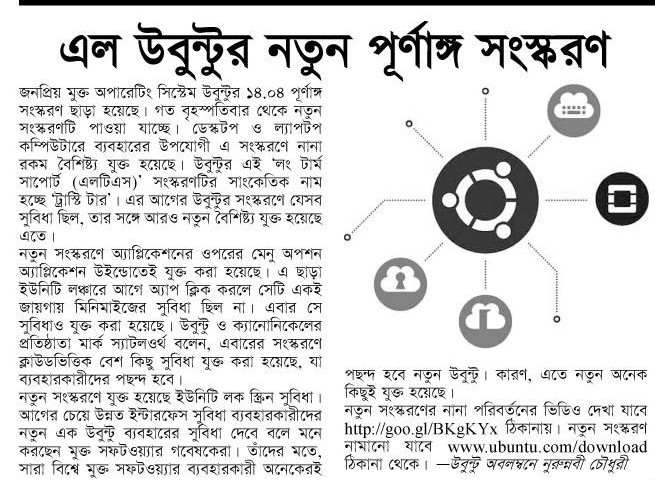 এল উবুন্টুর নতুন পূর্ণাঙ্গ সংস্করণ
জনপ্রিয় মুক্ত অপারেটিং সিস্টেম উবুন্টুর ১৪.০৪ পূর্ণাঙ্গ
সংস্করণ ছাড়া হয়েছে। গত বৃহস্পতিবার থেকে নতুন
সংস্করণটি পাওয়া যাচ্ছে। ডেস্কটপ ও ল্যাপটপ
কম্পিউটারে ব্যবহারের উপযোগী এ সংস্করণে নানা
রকম বৈশিষ্ট্য যুক্ত হয়েছে। উবুন্টুর এই ‘লং টার্ম
সাপোর্ট (এলটিএস)’ সংস্করণটির সাংকেতিক নাম
হচ্ছে ‘ট্রাস্টি টার’। এর আগের উবুন্টুর সংস্করণে যেসব
সুবিধা ছিল, তার সঙ্গে আরও নতুন বৈশিষ্ট্য যুক্ত হয়েছে
এতে।
নতুন সংস্করণে অ্যাপ্লিকেশনের ওপরের মেনু অপশন
অ্যাপ্লিকেশন উইন্ডোতেই যুক্ত করা হয়েছে। এ ছাড়া
ইউনিটি লঞ্চারে আগে অ্যাপ ক্লিক করলে সেটি একই
জায়গায় মিনিমাইজের সুবিধা ছিল না। এবার সে
সুবিধাও যুক্ত করা হয়েছে। উবুন্টু ও ক্যানোনিকেলের
প্রতিষ্ঠাতা মার্ক স্যাটলওর্থ বলেন, এবারের সংস্করণে
ক্লাউডভিত্তিক বেশ কিছু সুবিধা যুক্ত করা হয়েছে, যা
ব্যবহারকারীদের পছন্দ হবে।
নতুন সংস্করণে যুক্ত হয়েছে ইউনিটি লক স্ক্রিন সুবিধা।
আগের চেয়ে উন্নত ইন্টারফেস সুবিধা ব্যবহারকারীদের
নতুন এক উবুন্টু ব্যবহারের সুবিধা দেবে বলে মনে
করছেন মুক্ত সফটওয়্যার গবেষকেরা। তাঁদের মতে,
সারা বিশ্বে মুক্ত সফটওয়্যার ব্যবহারকারী অনেকেরই
পছন্দ হবে নতুন উবুন্টু। কারণ, এতে নতুন অনেক
কিছুই যুক্ত হয়েছে।
নতুন সংস্করণের নানা পরিবর্তনের ভিডিও দেখা যাবে
http://goo.gl/BKgKYx ঠিকানায়। নতুন সংস্করণ
নামানো যাবে www.ubuntu.com/download
ঠিকানা থেকে। —উবুন্টু অবলম্বনে নুরুন্নবী চৌধুরী